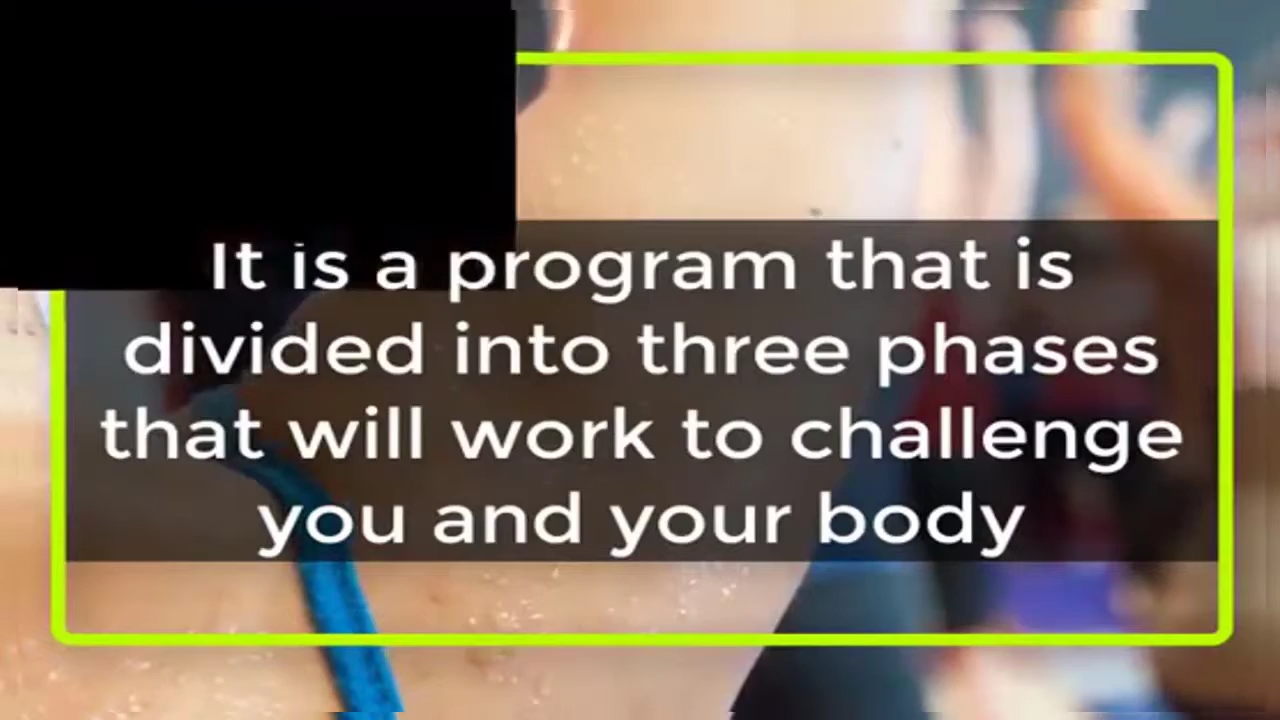 It is a program that is
divided into three phases
that will work to challenge
you and your body